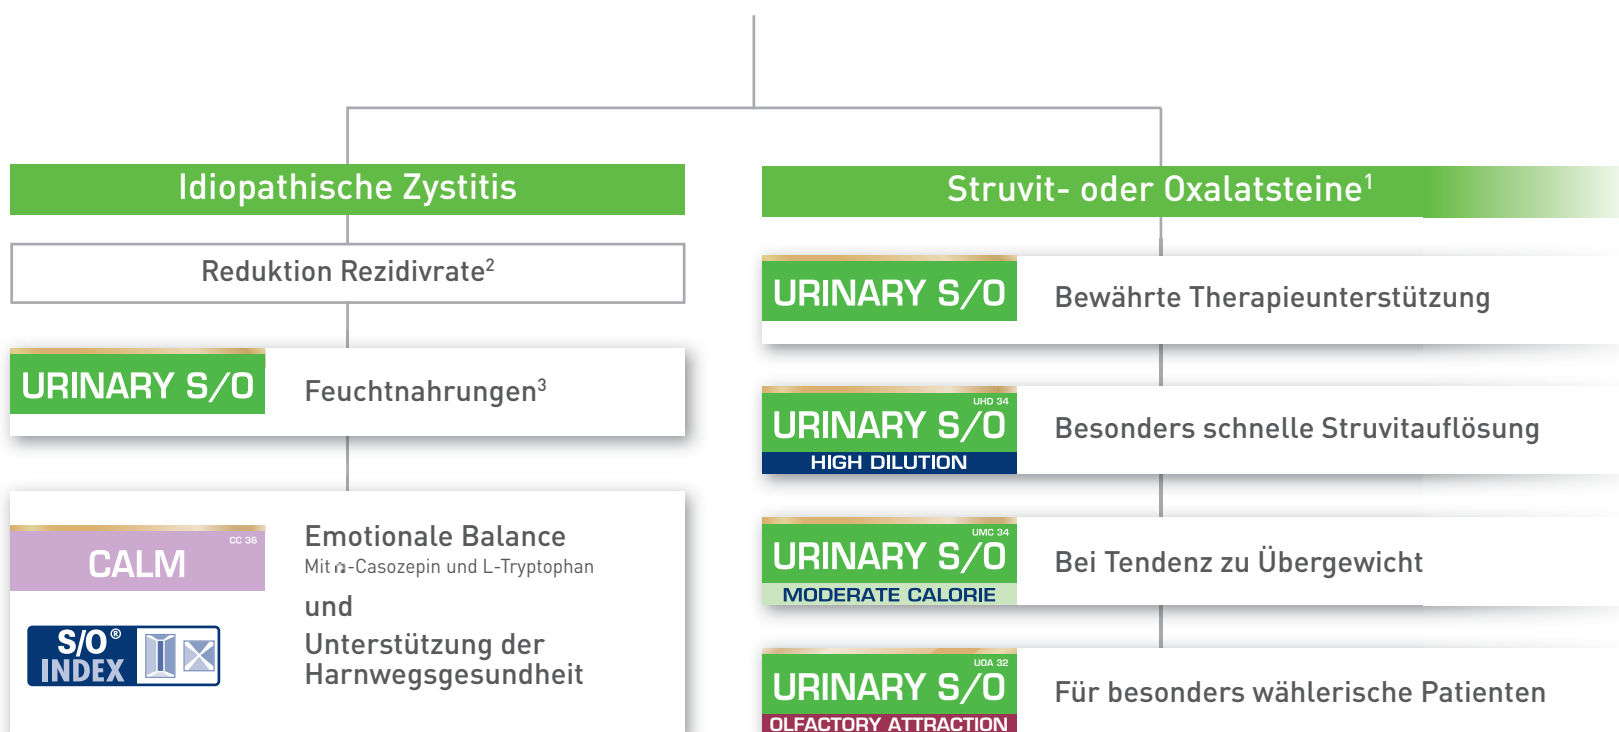 Idiopathische Zystitis
Reduktion Rezidivrate²
URINARY S/O
Feuchtnahrungen³
CC 36
CALM
Emotionale Balance
Mit α-Casozepin und L-Tryptophan
und
S/O®
INDEX
Unterstützung der
Harnwegsgesundheit
Struvit- oder Oxalatsteine¹
URINARY S/O
Bewährte Therapieunterstützung
UHD 34
URINARY S/O
HIGH DILUTION
Besonders schnelle Struvitauflösung
UMC 34
URINARY S/O
MODERATE CALORIE
Bei Tendenz zu Übergewicht
UOA 32
URINARY S/O
OLFACTORY ATTRACTION
Für besonders wählerische Patienten